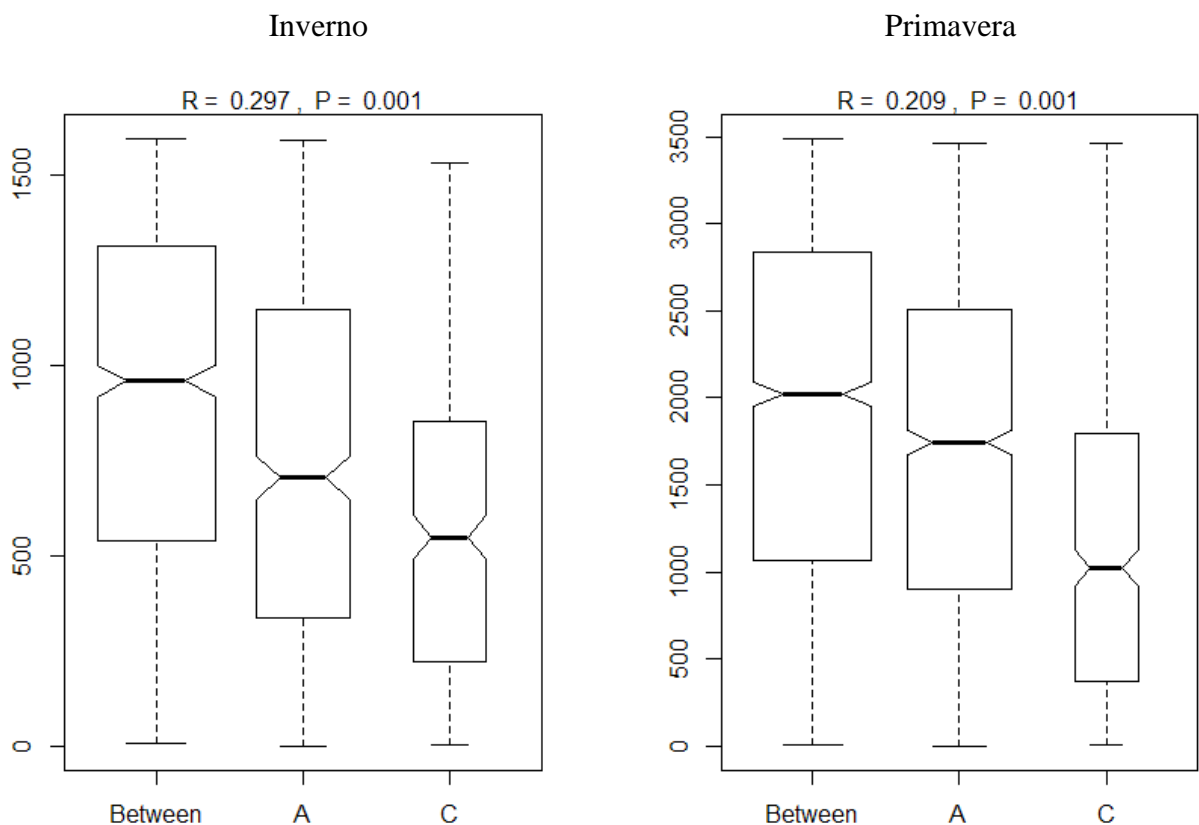 Inverno
R = 0.297 , P = 0.001
1500
1000
500
0
Between A C
Primavera
R = 0.209 , P = 0.001
3500
3000
2500
2000
1500
1000
500
0
Between A C